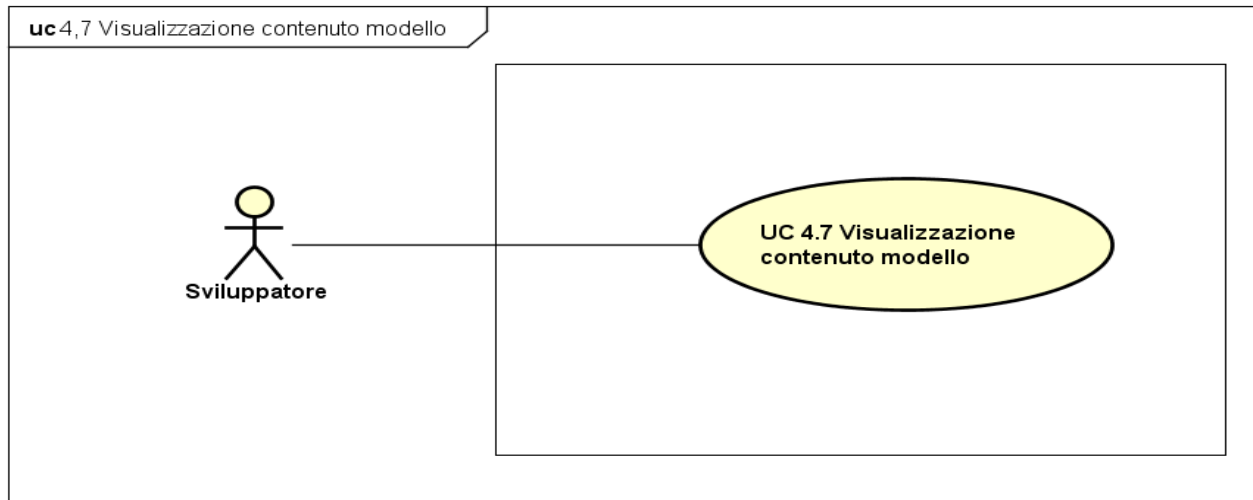 uc 4,7 Visualizzazione contenuto modello
UC 4.7 Visualizzazione
contenuto modello
Sviluppatore